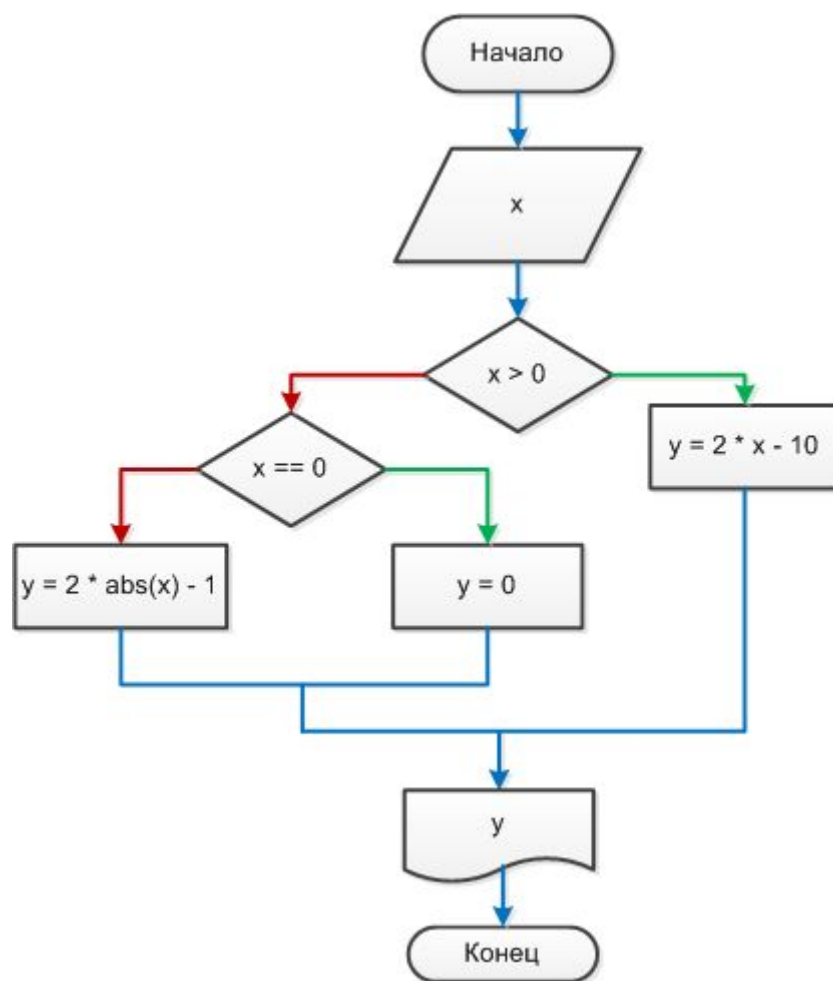 Начало
x
x > 0
y = 2 * x - 10
x == 0
y = 2 * abs(x) - 1
y = 0
y
Конец